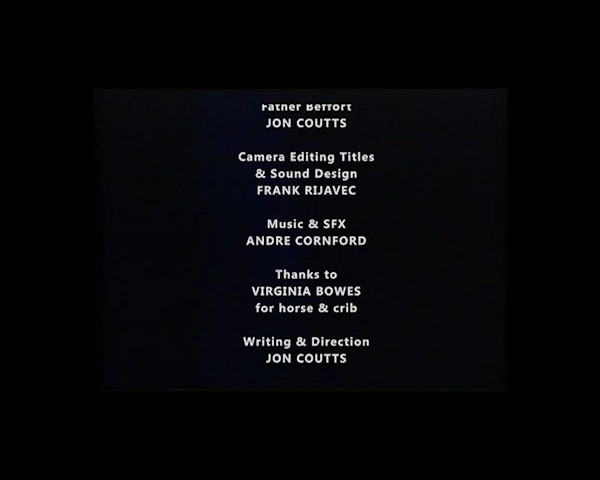 Father Beffort
JON COUTTS
Camera Editing Titles
& Sound Design
FRANK RIJAVEC
Music & SFX
ANDRE CORNFORD
Thanks to
VIRGINIA BOWES
for horse & crib
Writing & Direction
JON COUTTS